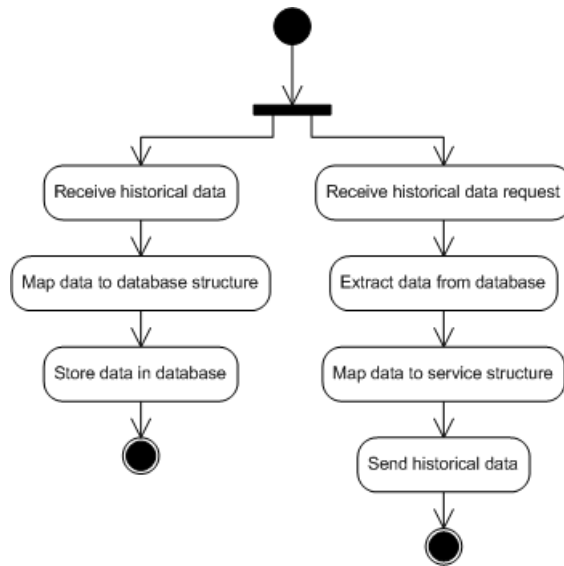 Receive historical data
Receive historical data request
Map data to database structure
Extract data from database
Store data in database
Map data to service structure
Send historical data